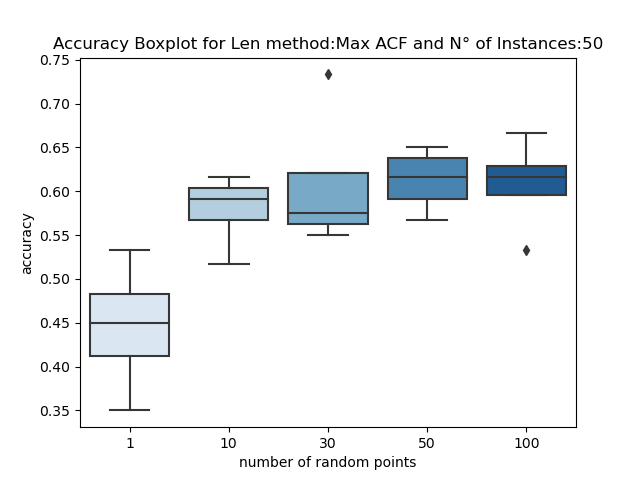 Accuracy Boxplot for Len method:Max ACF and N° of Instances:50
0.75
0.70
0.65
0.60
0.55
0.50
0.45
0.40
0.35
accuracy
1 10 30 50 100
number of random points